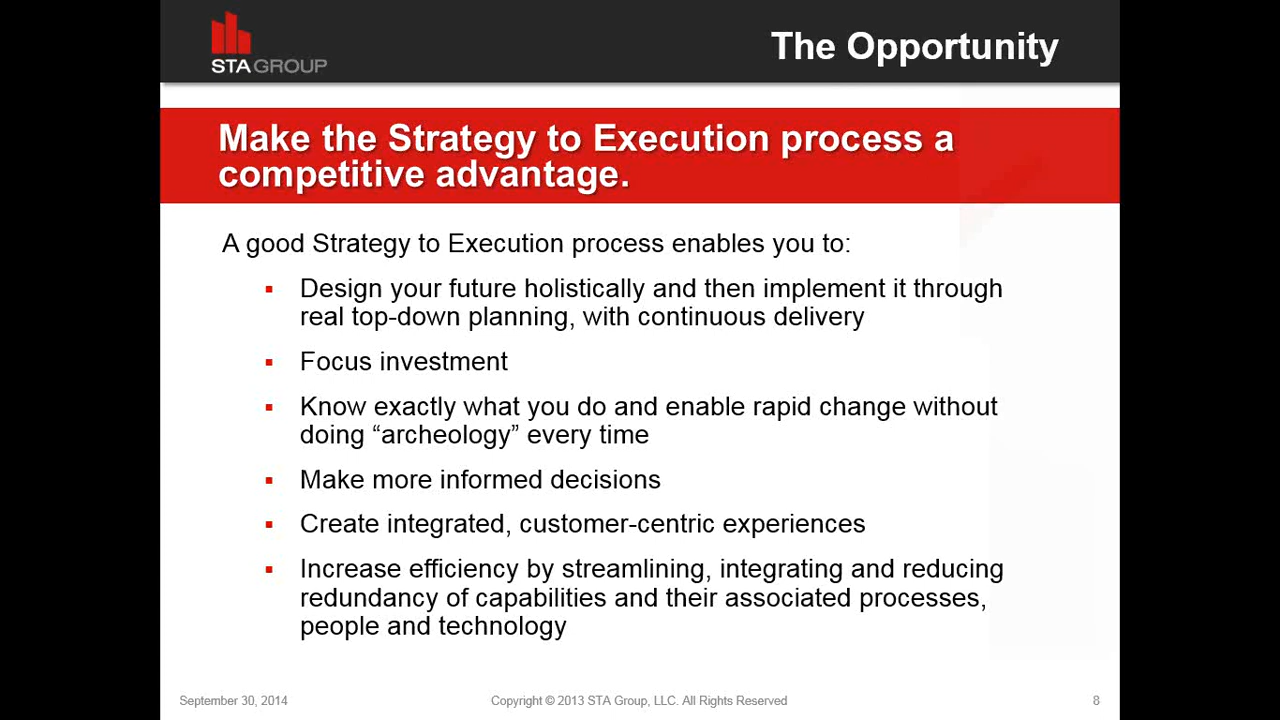 STA GROUP
The Opportunity
Make the Strategy to Execution process a
competitive advantage.
A good Strategy to Execution process enables you to:
▪ Design your future holistically and then implement it through
real top-down planning, with continuous delivery
▪ Focus investment
▪ Know exactly what you do and enable rapid change without
doing “archeology” every time
▪ Make more informed decisions
▪ Create integrated, customer-centric experiences
▪ Increase efficiency by streamlining, integrating and reducing
redundancy of capabilities and their associated processes,
people and technology
September 30, 2014
Copyright © 2013 STA Group, LLC. All Rights Reserved
8